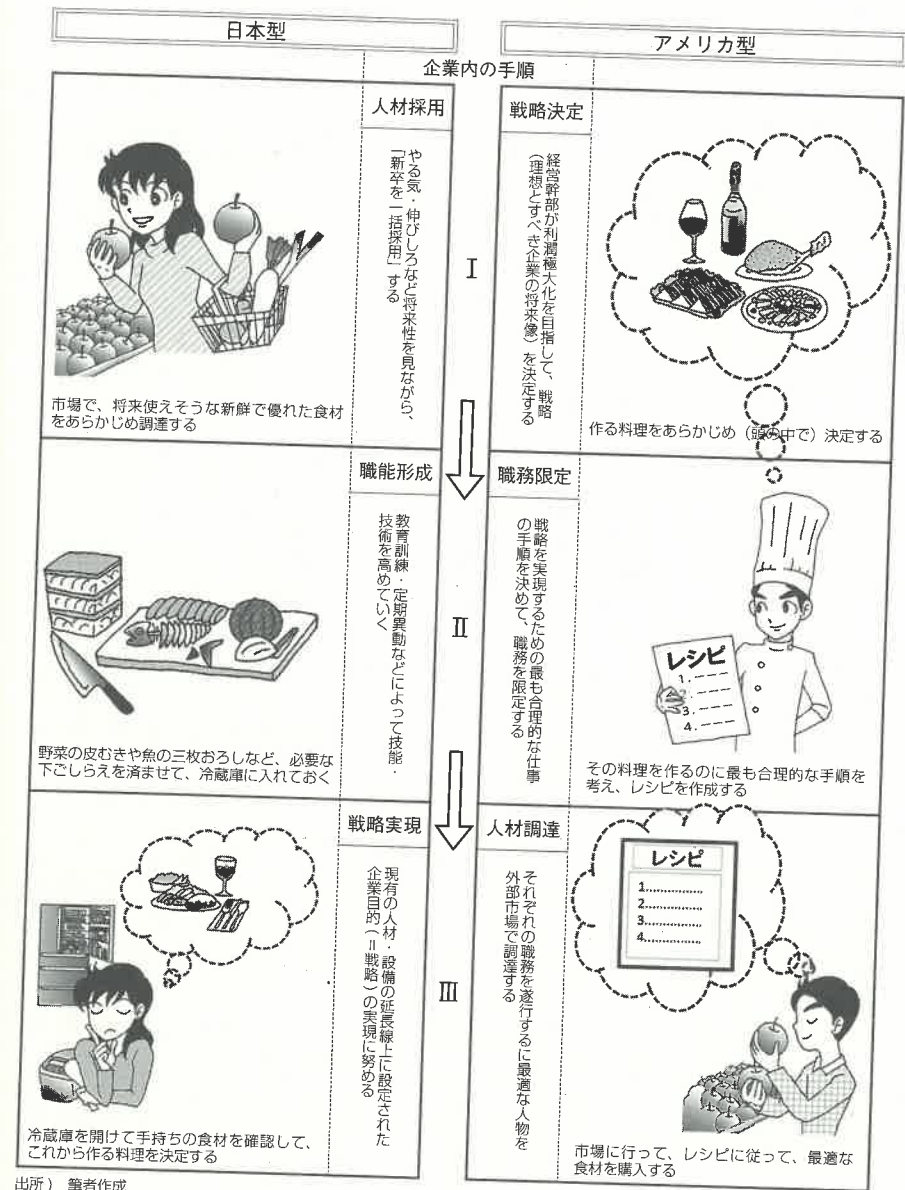 日本型
アメリカ型
企業内の手順
人材採用
やる気・伸びしろなど将来性を見ながら、
「新卒を一括採用」する
市場で、将来使えそうな新鮮で優れた食材
をあらかじめ調達する
Ⅰ
戦略決定
経営幹部が利潤極大化を目指して、戦略
（理想とすべき企業の将来像）を決定する
作る料理をあらかじめ（頭の中で）決定する
職能形成
教育訓練・定期異動などによって技能・
技術を高めていく
野菜の皮むきや魚の三枚おろしなど、必要な
下ごしらえを済ませて、冷蔵庫に入れておく
Ⅱ
職務限定
戦略を実現するための最も合理的な仕事
の手順を決めて、職務を限定する
レシピ
1.
2.
3.
4.
その料理を作るのに最も合理的な手順を
考え、レシピを作成する
戦略実現
現有の人材・設備の延長線上に設定された
企業目的（＝戦略）の実現に努める
冷蔵庫を開けて手持ちの食材を確認して、
これから作る料理を決定する
Ⅲ
人材調達
それぞれの職務を遂行するに最適な人物を
外部市場で調達する
レシピ
1
2
3
4
市場に行って、レシピに従って、最適な
食材を購入する
出所） 筆者作成